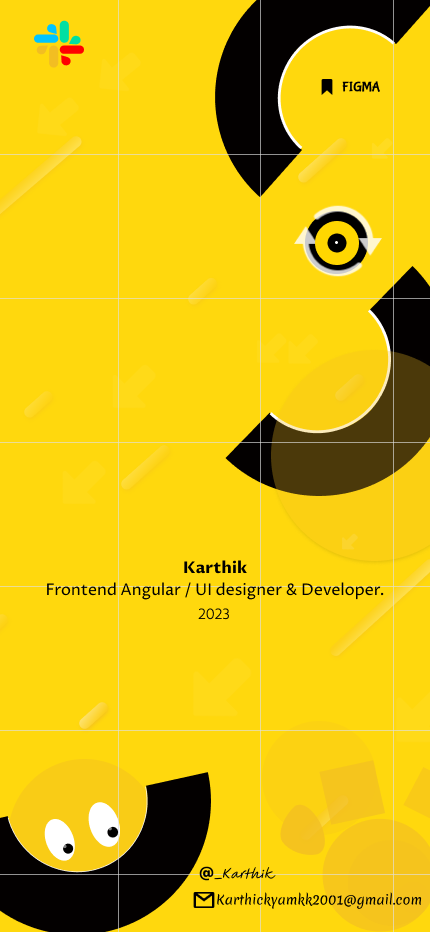 FIGMA
Karthik
Frontend Angular / UI designer & Developer.
2023
@_Karthik
Karthickyamkk2001@gmail.com